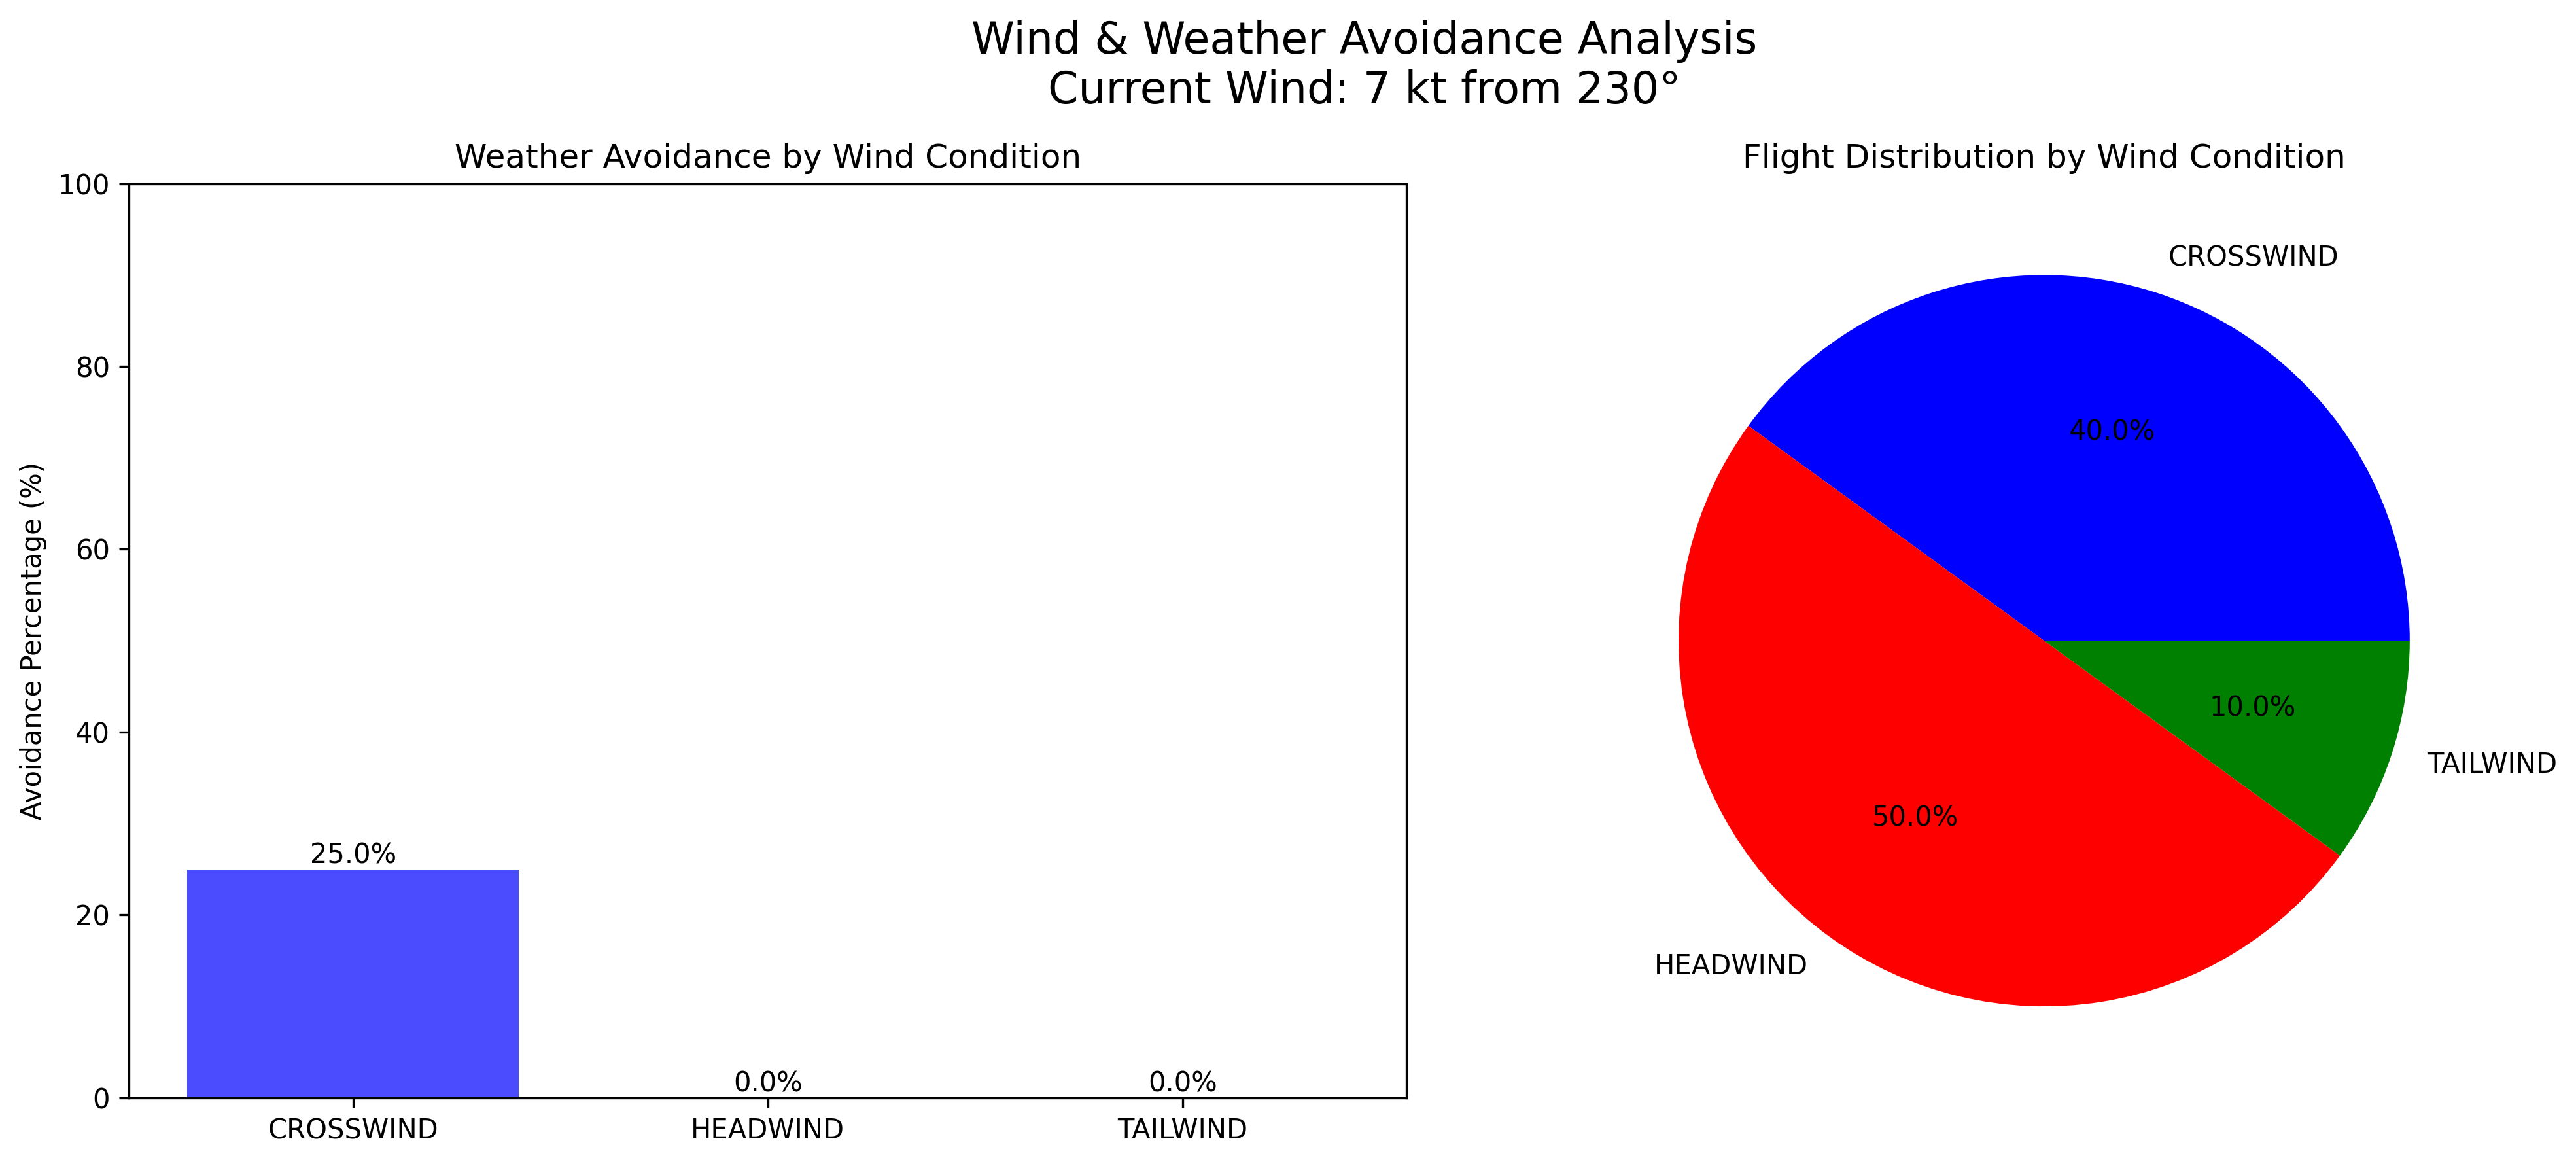 Wind & Weather Avoidance Analysis
Current Wind: 7 kt from 230°
Weather Avoidance by Wind Condition
100
80
60
40
20
0
Avoidance Percentage (%)
25.0%
0.0%
0.0%
CROSSWIND
HEADWIND
TAILWIND
Flight Distribution by Wind Condition
CROSSWIND
40.0%
10.0%
TAILWIND
50.0%
HEADWIND